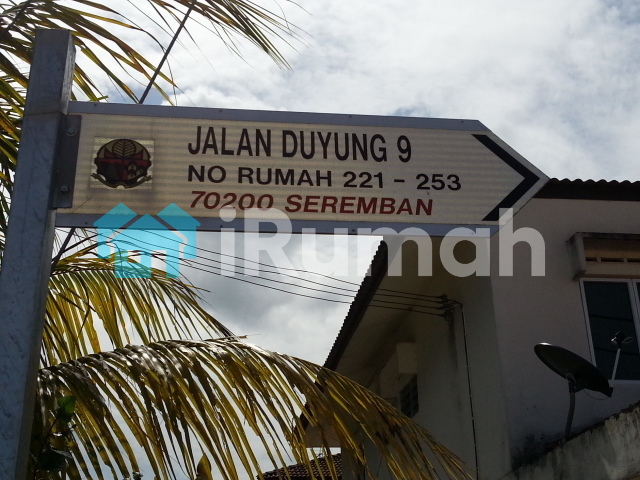 JALAN DUYUNG 9
NO RUMAH 221 - 253
70200 SEREMBAN
iRumah